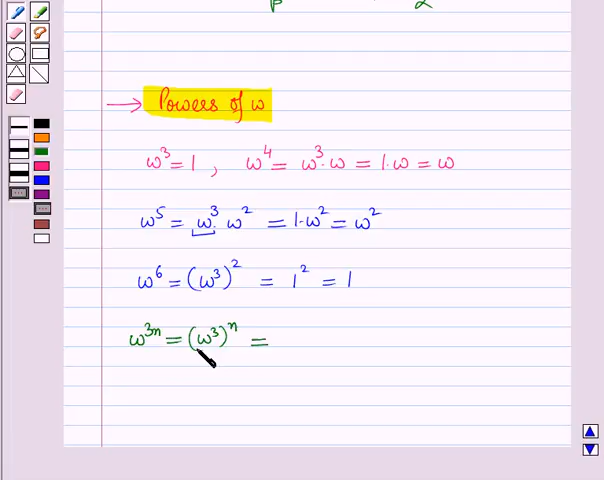 → Powers of ω
ω³ = 1 , ω⁴ = ω³·ω = 1·ω = ω
ω⁵ = ω³·ω² = 1·ω² = ω²
ω⁶ = (ω³)² = 1² = 1
ω³ⁿ = (ω³)ⁿ =